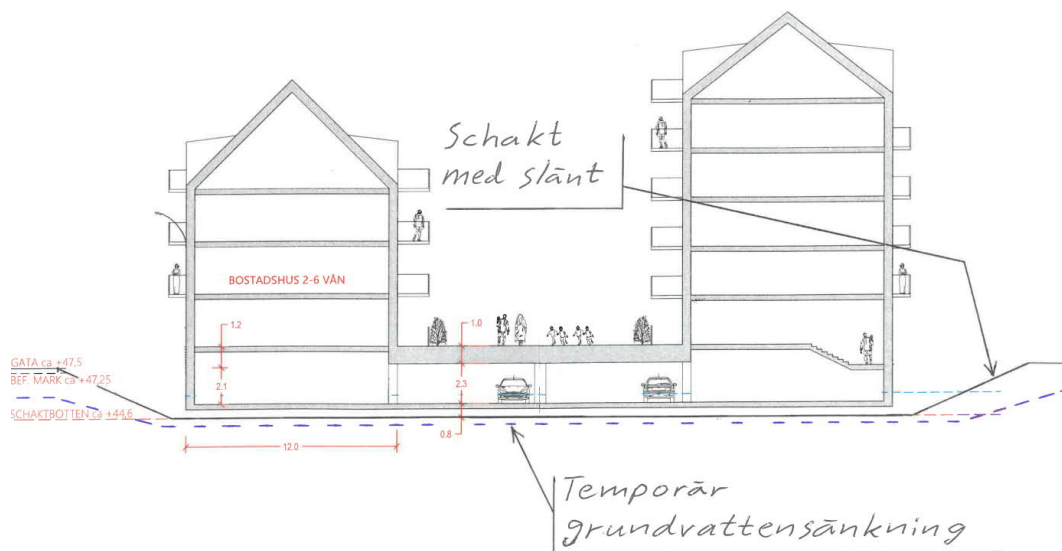 Schakt
med slänt
BOSTADSHUS 2-6 VÅN
1.2
1.0
GATA ca +47,5
BEF. MARK ca +47,25
2.1
2.3
SCHAKTBOTTEN ca +44,6
0.8
12.0
Temporär
grundvattensänkning